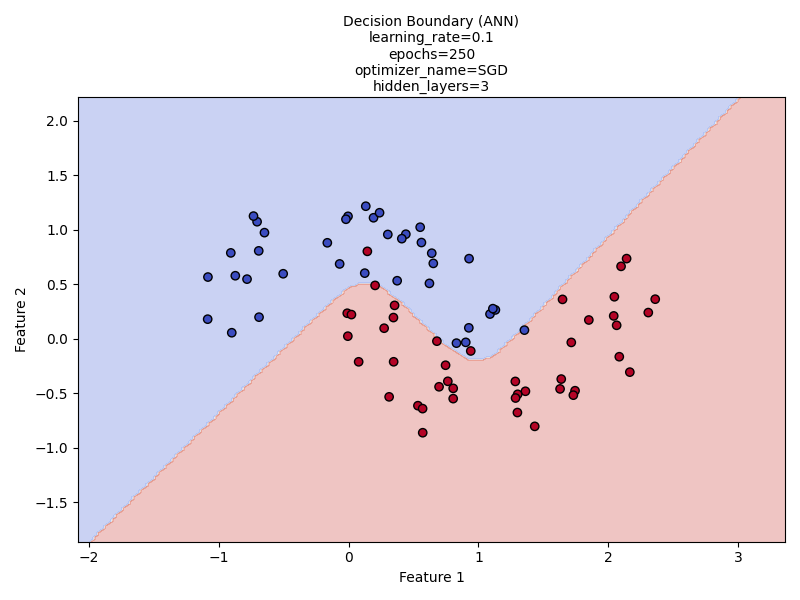 Decision Boundary (ANN)
learning_rate=0.1
epochs=250
optimizer_name=SGD
hidden_layers=3
2.0
1.5
1.0
0.5
0.0
−0.5
−1.0
−1.5
Feature 2
−2
−1
0
1
2
3
Feature 1